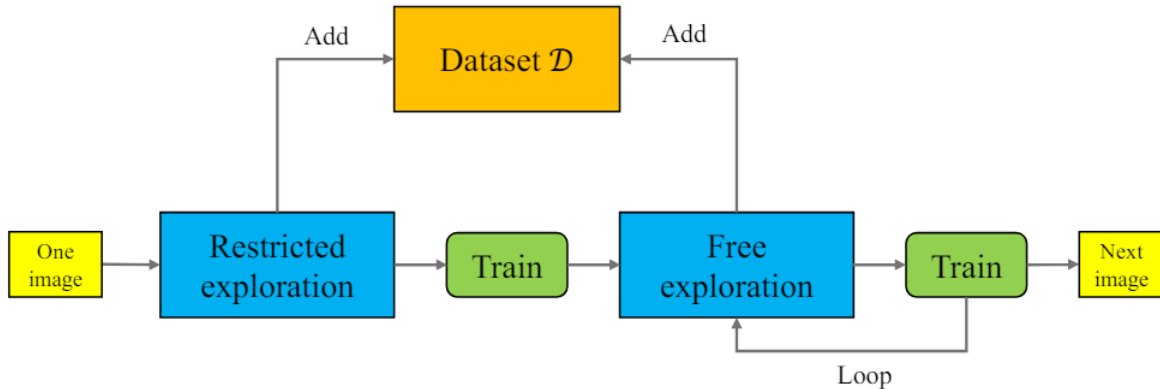 Add
Dataset 𝒟
Add
One
image
Restricted
exploration
Train
Free
exploration
Train
Next
image
Loop